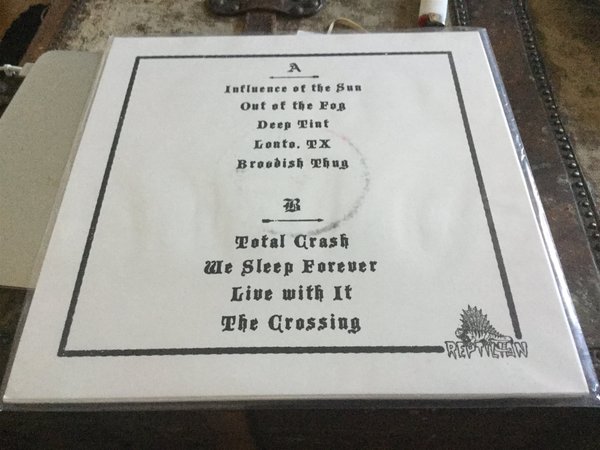 A
Influence of the Sun
Out of the Fog
Deep Tint
Lonto, TX
Broodish Thug
B
Total Crash
We Sleep Forever
Live with It
The Crossing
REPTILIAN